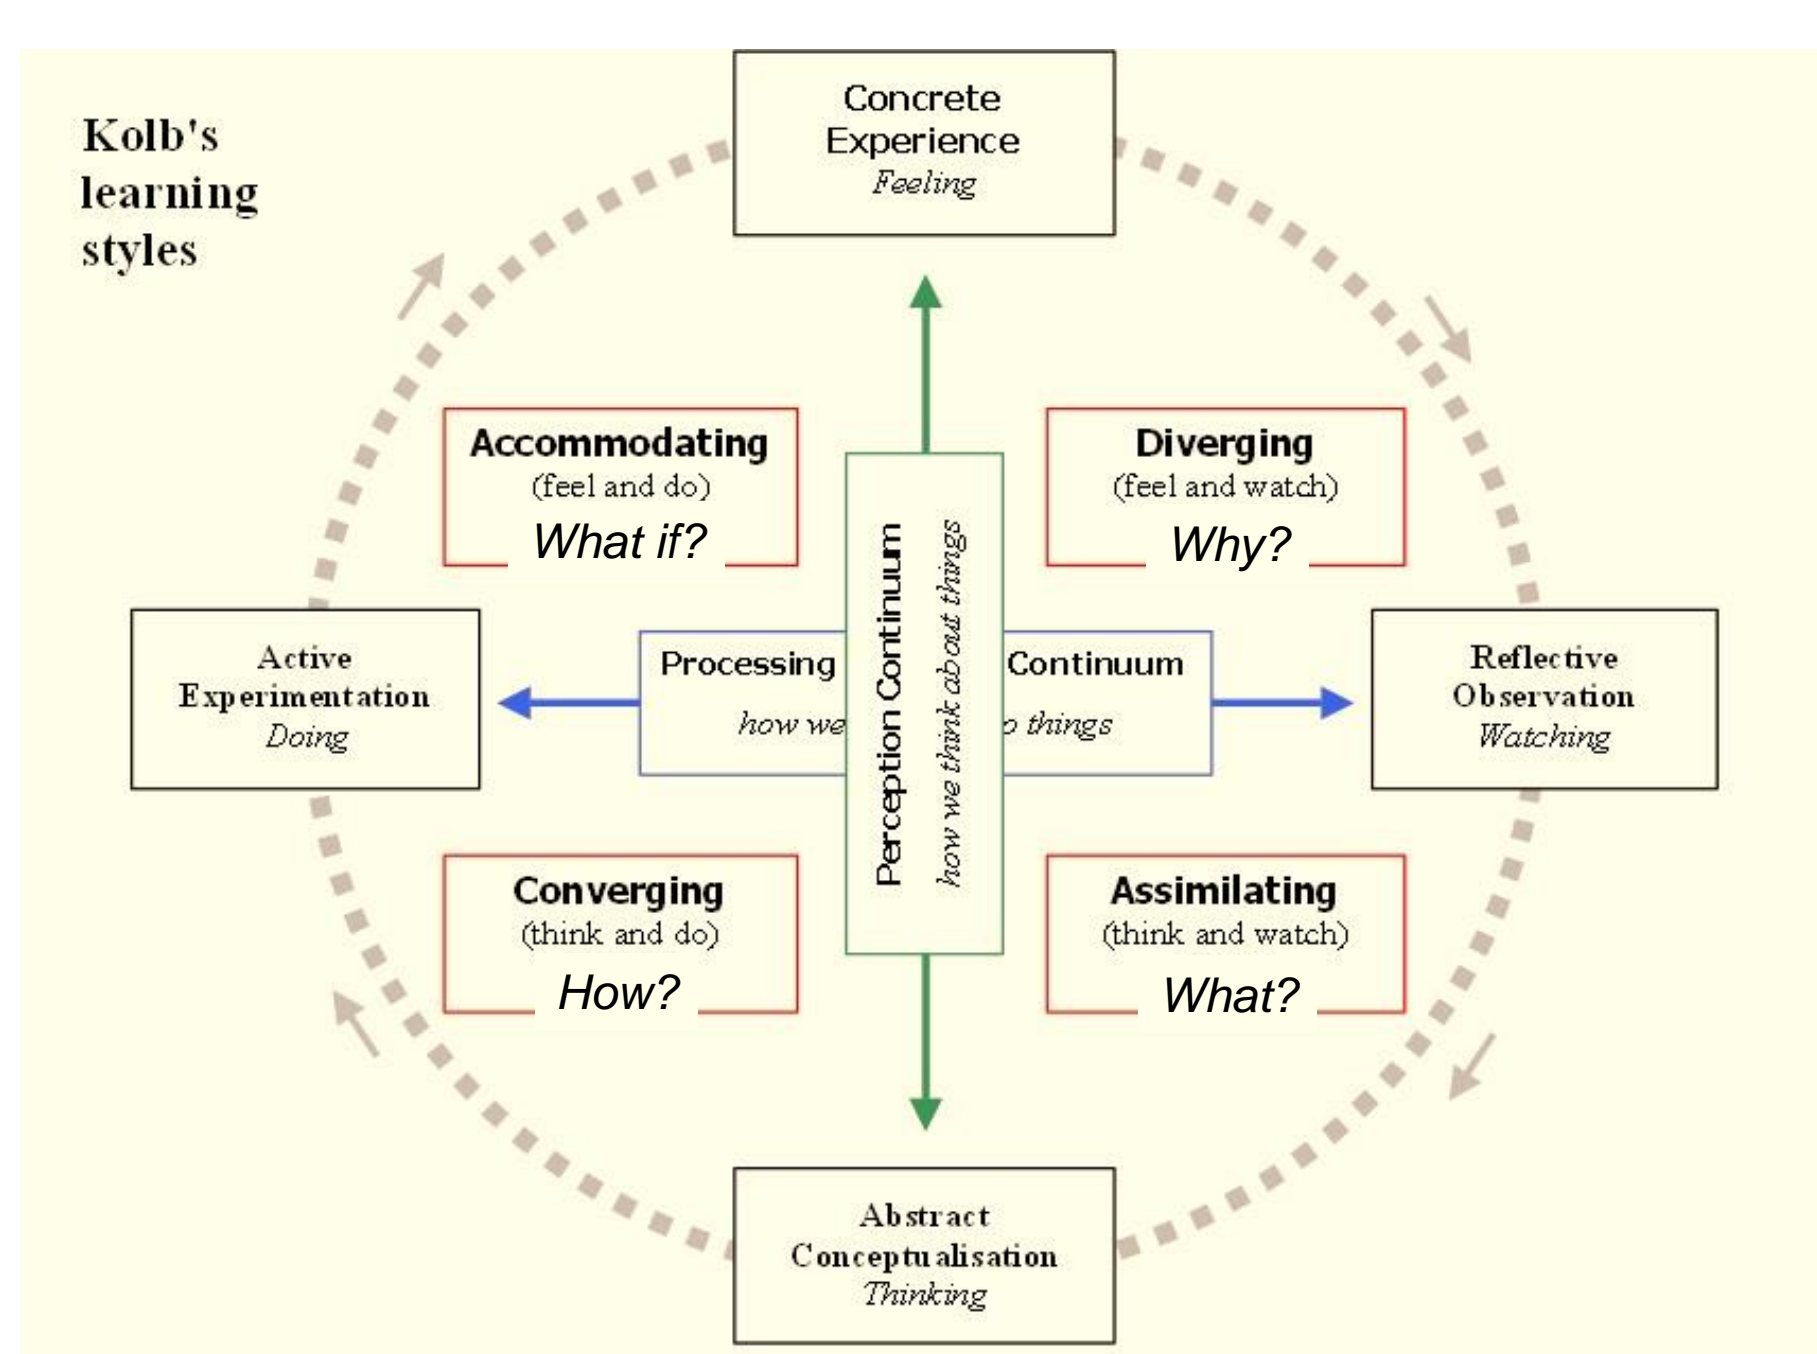 Kolb's
learning
styles
Concrete
Experience
Feeling
Accommodating
(feel and do)
What if?
Diverging
(feel and watch)
Why?
Active
Experimentation
Doing
Processing Continuum
how we things
Perception Continuum
how we think about things
Reflective
Observation
Watching
Converging
(think and do)
How?
Assimilating
(think and watch)
What?
Abstract
Conceptualisation
Thinking